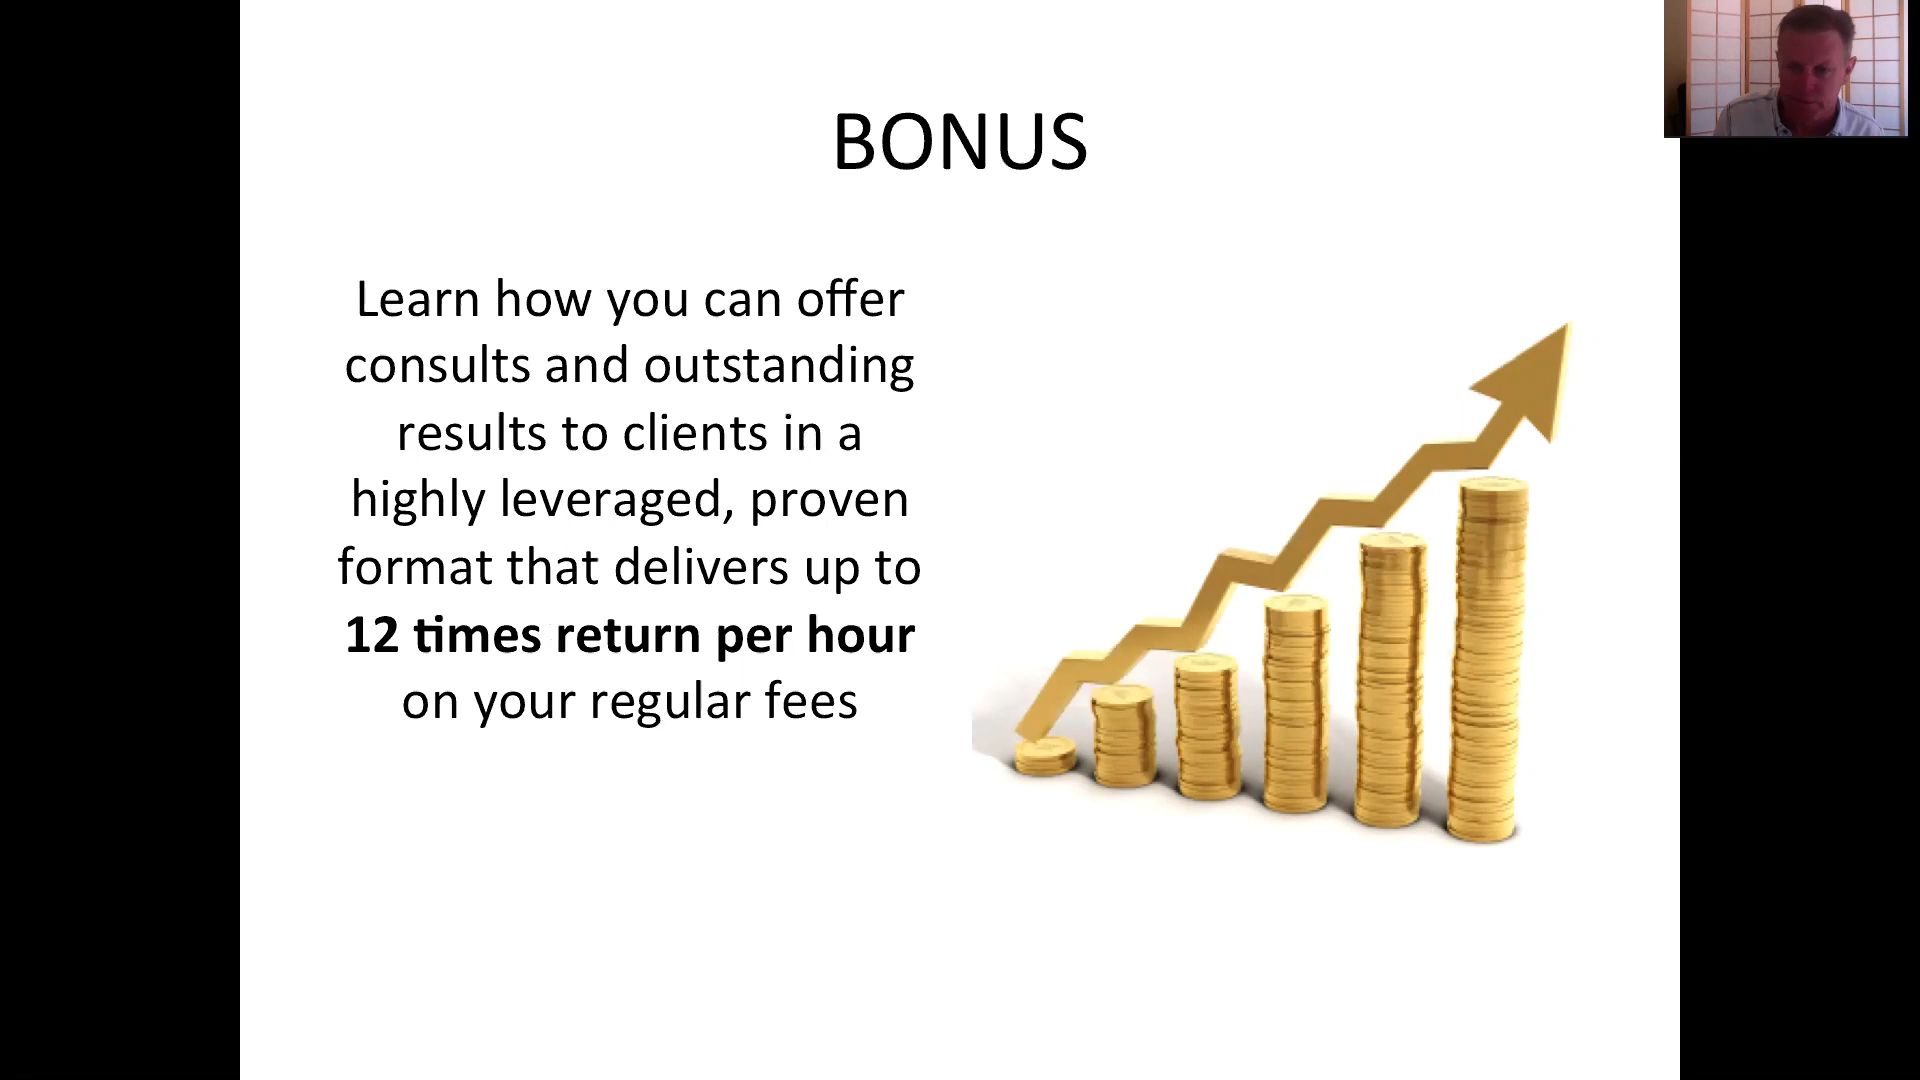 BONUS
Learn how you can offer
consults and outstanding
results to clients in a
highly leveraged, proven
format that delivers up to
12 times return per hour
on your regular fees